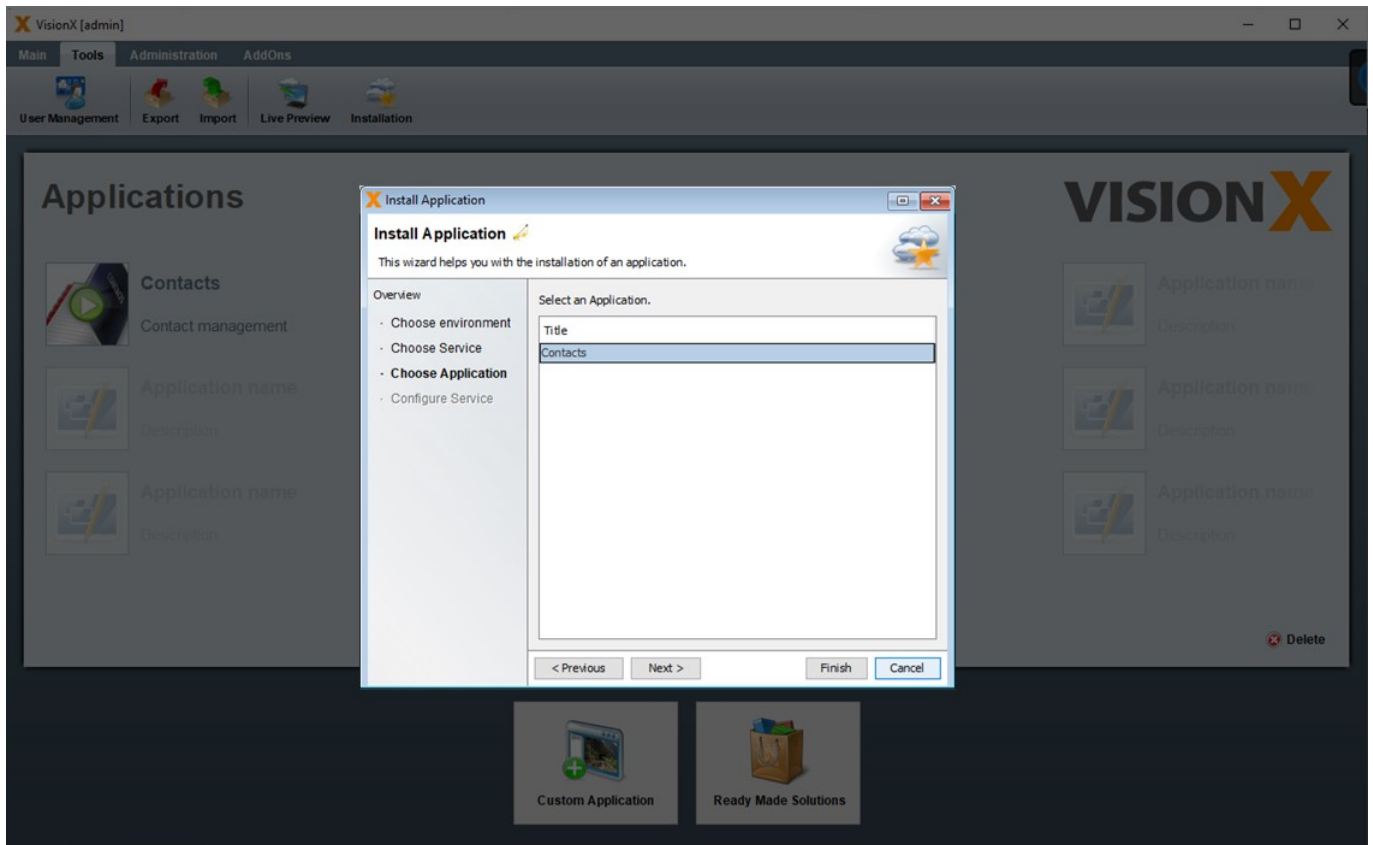 VisionX [admin]
Main Tools Administration AddOns
User Management Export Import Live Preview Installation
Applications
VISIONX
Contacts
Contact management
Application name
Description
Application name
Description
Install Application
Install Application
This wizard helps you with the installation of an application.
Overview
· Choose environment
· Choose Service
· Choose Application
· Configure Service
Select an Application.
Title
Contacts
< Previous Next > Finish Cancel
Application name
Description
Application name
Description
Application name
Description
Delete
Custom Application Ready Made Solutions